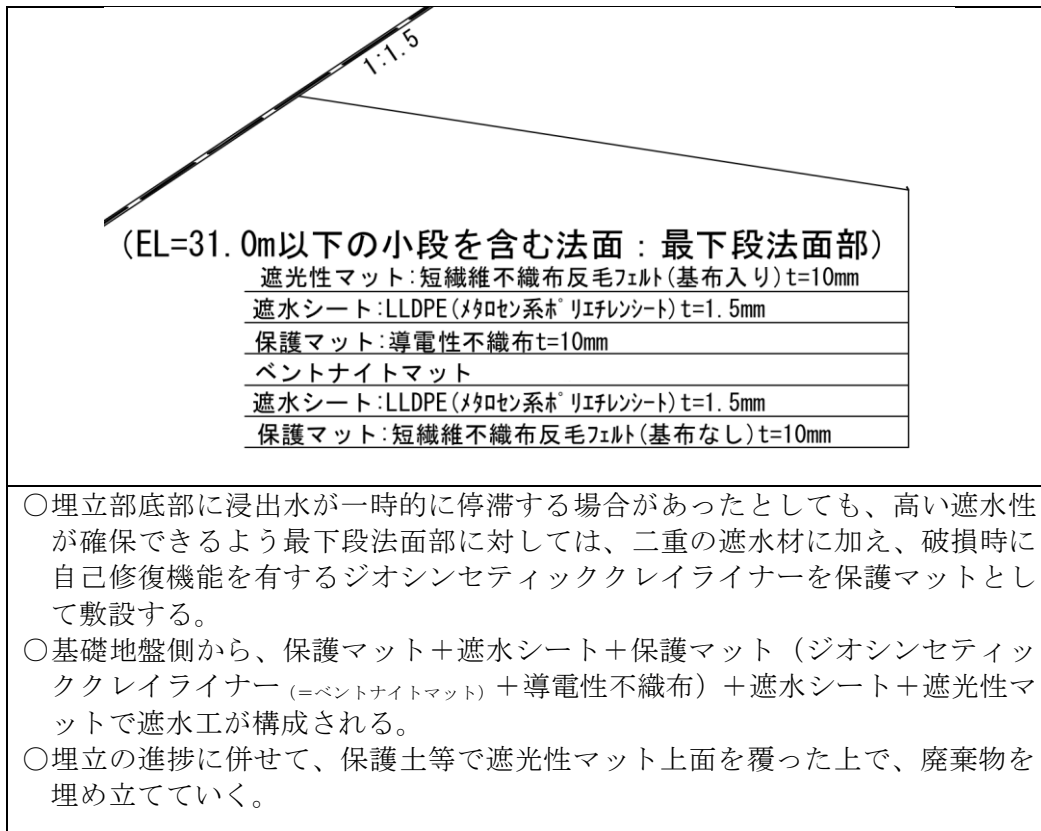 1:1.5
(EL=31.0m以下の小段を含む法面:最下段法面部)
遮光性マット:短繊維不織布反毛フェルト(基布入り)t=10mm
遮水シート:LLDPE(メタロセン系ポリエチレンシート)t=1.5mm
保護マット:導電性不織布t=10mm
ベントナイトマット
遮水シート:LLDPE(メタロセン系ポリエチレンシート)t=1.5mm
保護マット:短繊維不織布反毛フェルト(基布なし)t=10mm
○埋立部底部に浸出水が一時的に停滞する場合があったとしても、高い遮水性
が確保できるよう最下段法面部に対しては、二重の遮水材に加え、破損時に
自己修復機能を有するジオシンセティッククレイライナーを保護マットとし
て敷設する。
○基礎地盤側から、保護マット+遮水シート+保護マット(ジオシンセティッ
ククレイライナー(=ベントナイトマット)+導電性不織布)+遮水シート+遮光性マ
ットで遮水工が構成される。
○埋立の進捗に併せて、保護土等で遮光性マット上面を覆った上で、廃棄物を
埋め立てていく。